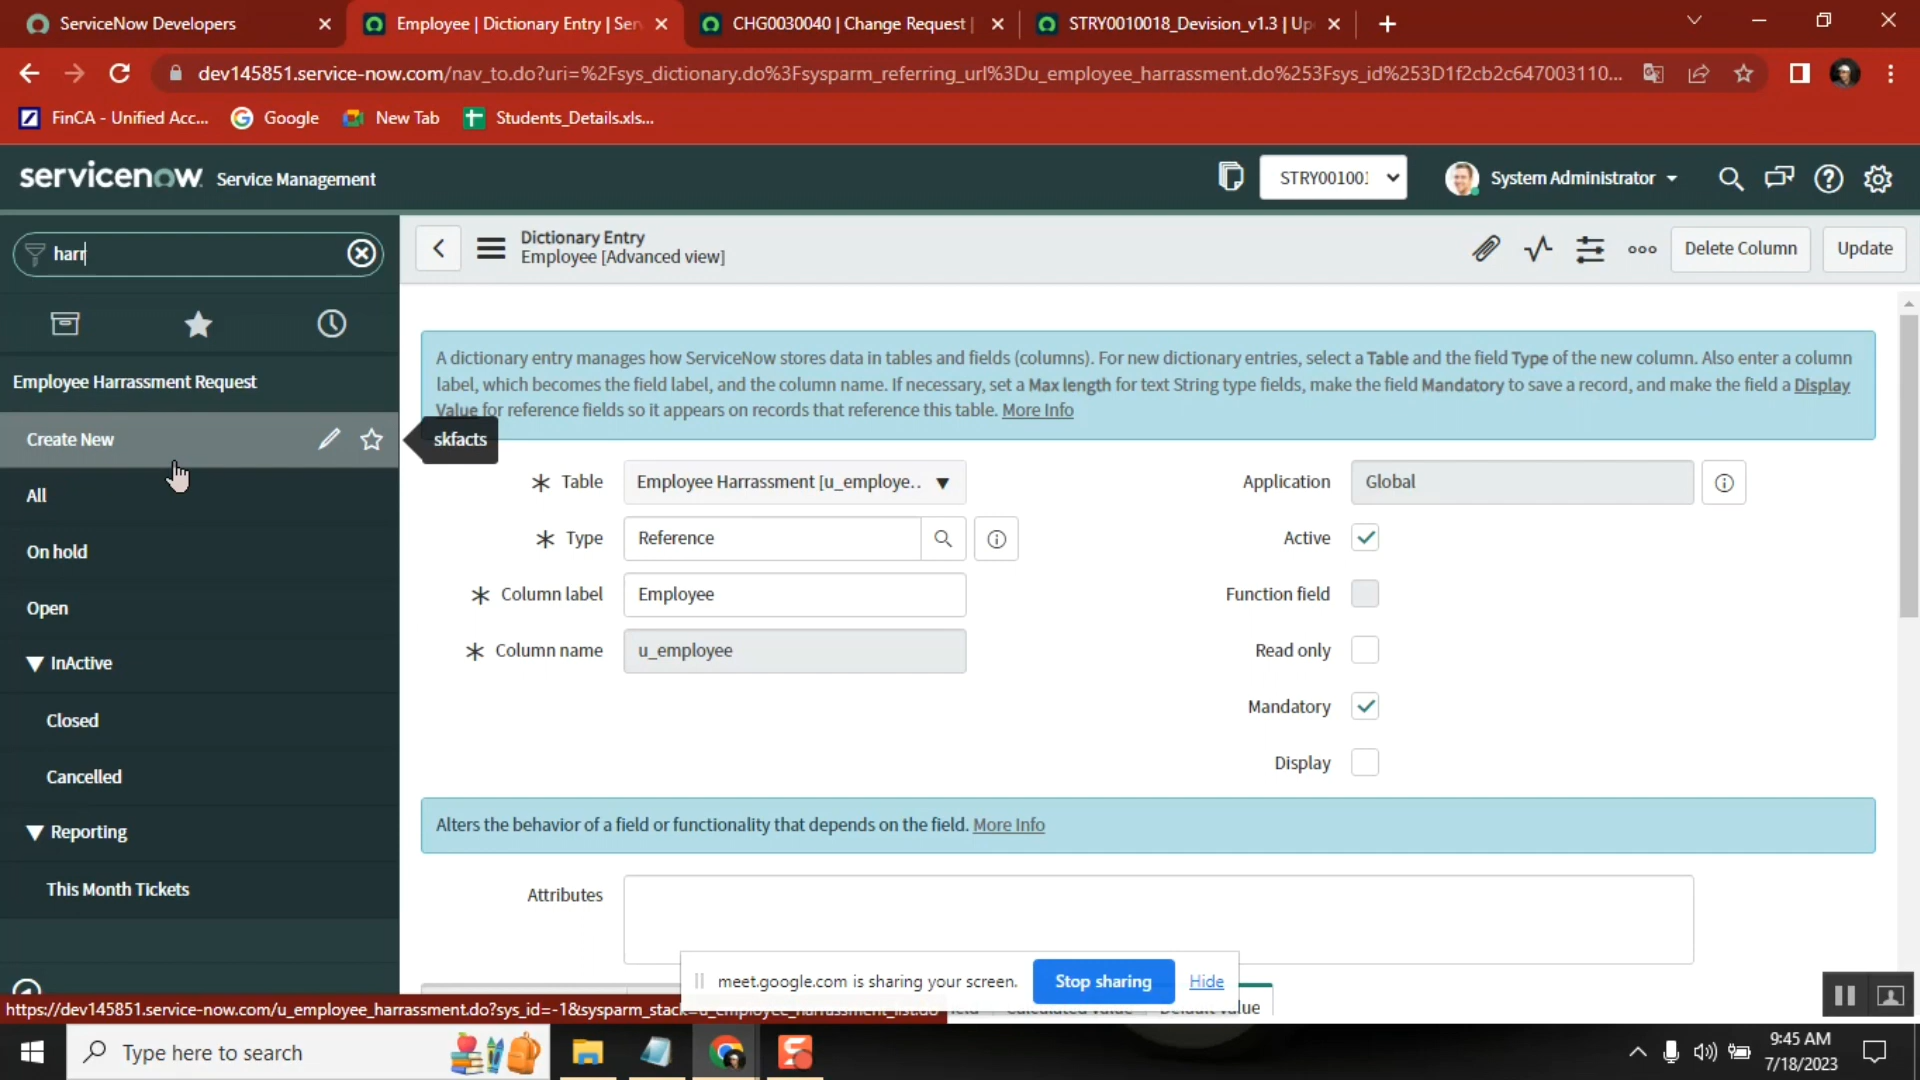 ServiceNow Developers
Employee | Dictionary Entry | Ser
CHG0030040 | Change Request |
STRY0010018_Devision_v1.3 | Up
dev145851.service-now.com/nav_to.do?uri=%2Fsys_dictionary.do%3Fsysparm_referring_url%3Du_employee_harrassment.do%253Fsys_id%253D1f2cb2c647003110...
FinCA - Unified Acc...
Google
New Tab
Students_Details.xls...
servicenow Service Management
STRY001001
System Administrator
harr
Dictionary Entry
Employee [Advanced view]
Delete Column
Update
Employee Harrassment Request
Create New
skfacts
All
On hold
Open
InActive
Closed
Cancelled
Reporting
This Month Tickets
A dictionary entry manages how ServiceNow stores data in tables and fields (columns). For new dictionary entries, select a Table and the field Type of the new column. Also enter a column
label, which becomes the field label, and the column name. If necessary, set a Max length for text String type fields, make the field Mandatory to save a record, and make the field a Display
Value for reference fields so it appears on records that reference this table. More Info
Table
Employee Harrassment [u_employe..
Application
Global
Type
Reference
Active
Column label
Employee
Function field
Column name
u_employee
Read only
Mandatory
Display
Alters the behavior of a field or functionality that depends on the field. More Info
Attributes
meet.google.com is sharing your screen.
Stop sharing
Hide
Calculated Value
Default Value
https://dev145851.service-now.com/u_employee_harrassment.do?sys_id=-1&sysparm_stack=u_employee_harrassment_list.do
Type here to search
9:45 AM
7/18/2023